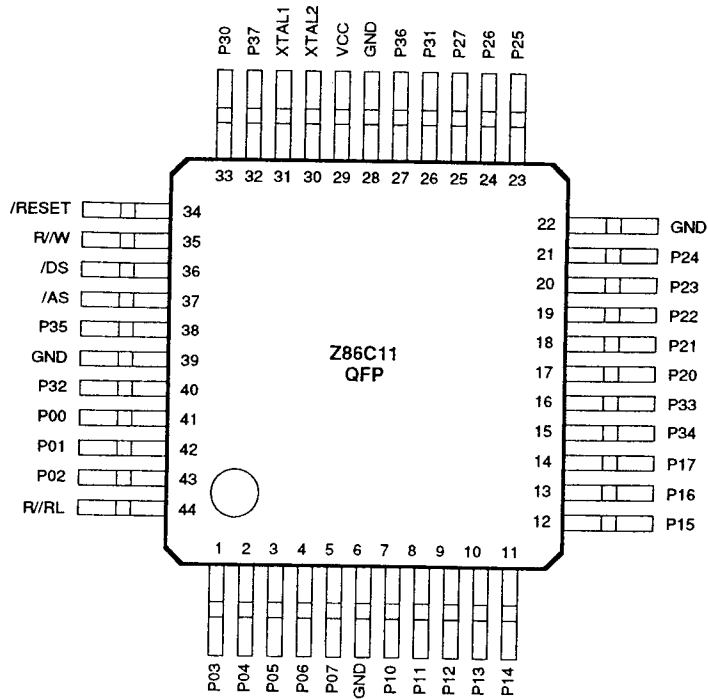 P30 P37 XTAL1 XTAL2 VCC GND P36 P31 P27 P26 P25
33 32 31 30 29 28 27 26 25 24 23
/RESET 34
R//W 35
/DS 36
/AS 37
P35 38
GND 39
P32 40
P00 41
P01 42
P02 43
R//RL 44
Z86C11
QFP
22 GND
21 P24
20 P23
19 P22
18 P21
17 P20
16 P33
15 P34
14 P17
13 P16
12 P15
1 2 3 4 5 6 7 8 9 10 11
P03 P04 P05 P06 P07 GND P10 P11 P12 P13 P14